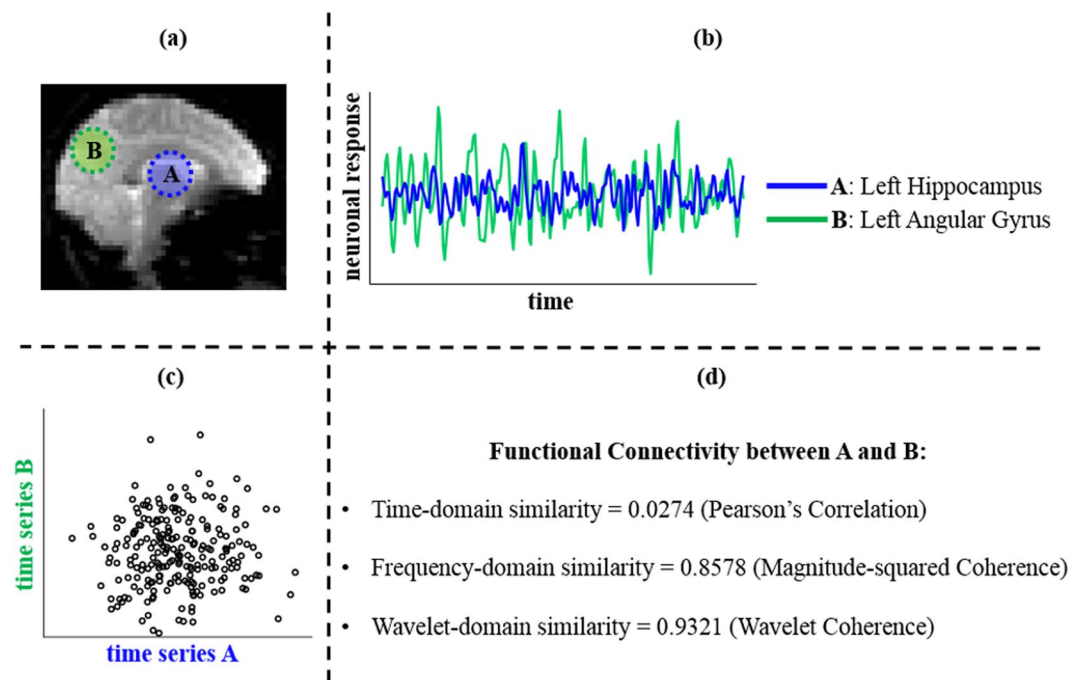 (a)
B
A
(b)
neuronal response
time
A: Left Hippocampus
B: Left Angular Gyrus
(c)
time series B
time series A
(d)
Functional Connectivity between A and B:
• Time-domain similarity = 0.0274 (Pearson’s Correlation)
• Frequency-domain similarity = 0.8578 (Magnitude-squared Coherence)
• Wavelet-domain similarity = 0.9321 (Wavelet Coherence)